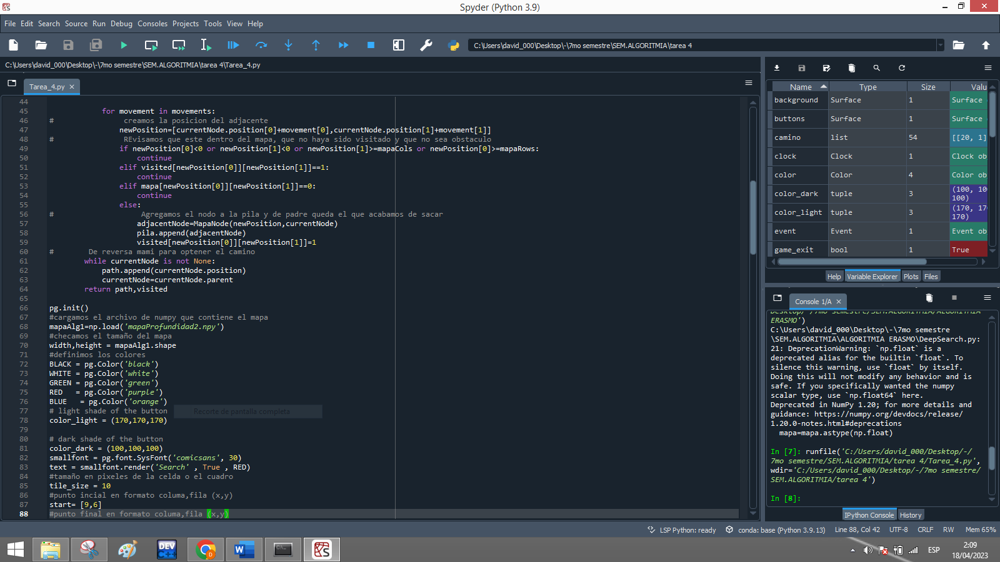 Spyder (Python 3.9)
File Edit Search Source Run Debug Consoles Projects Tools View Help
C:\Users\david_000\Desktop\-\7mo semestre\SEM.ALGORITMIA\tarea 4
C:\Users\david_000\Desktop\-\7mo semestre\SEM.ALGORITMIA\tarea 4\Tarea_4.py
Tarea_4.py
44
45 for movement in movements:
46 # creamos la posicion del adjacente
47 newPosition=[currentNode.position[0]+movement[0],currentNode.position[1]+movement[1]]
48 # REvisamos que este dentro del mapa, que no haya sido visitado y que no sea obstaculo
49 if newPosition[0]<0 or newPosition[1]<0 or newPosition[1]>=mapaCols or newPosition[0]>=mapaRows:
50 continue
51 elif visited[newPosition[0]][newPosition[1]]==1:
52 continue
53 elif mapa[newPosition[0]][newPosition[1]]==0:
54 continue
55 else:
56 # Agregamos el nodo a la pila y de padre queda el que acabamos de sacar
57 adjacentNode=MapaNode(newPosition,currentNode)
58 pila.append(adjacentNode)
59 visited[newPosition[0]][newPosition[1]]=1
60 # De reversa mami para optener el camino
61 while currentNode is not None:
62 path.append(currentNode.position)
63 currentNode=currentNode.parent
64 return path,visited
65
66 pg.init()
67 #cargamos el archivo de numpy que contiene el mapa
68 mapaAlg1=np.load('mapaProfundidad2.npy')
69 #checamos el tamaño del mapa
70 width,height = mapaAlg1.shape
71 #definimos los colores
72 BLACK = pg.Color('black')
73 WHITE = pg.Color('white')
74 GREEN = pg.Color('green')
75 RED = pg.Color('purple')
76 BLUE = pg.Color('orange')
77 # light shade of the button
Recorte de pantalla completa
78 color_light = (170,170,170)
79
80 # dark shade of the button
81 color_dark = (100,100,100)
82 smallfont = pg.font.SysFont('comicsans', 30)
83 text = smallfont.render('Search' , True , RED)
84 #tamaño en pixeles de la celda o el cuadro
85 tile_size = 10
86 #punto incial en formato columa,fila (x,y)
87 start= [9,6]
88 #punto final en formato columa,fila (x,y)
Name Type Size Valu
background Surface 1 Surface
buttons Surface 1 Surface
camino list 54 [[20, 1]
clock Clock 1 Clock ob
color Color 4 Color ob
color_dark tuple 3 (100, 10
100)
color_light tuple 3 (170, 17
170)
event Event 1 Event ob
game_exit bool 1 True
Help Variable Explorer Plots Files
Console 1/A
Desktop/-/7mo semestre/SEM.ALGORITMIA/ALGORITMIA
ERASMO')
C:\Users\david_000\Desktop\-\7mo semestre
\SEM.ALGORITMIA\ALGORITMIA ERASMO\DeepSearch.py:
21: DeprecationWarning: `np.float` is a
deprecated alias for the builtin `float`. To
silence this warning, use `float` by itself.
Doing this will not modify any behavior and is
safe. If you specifically wanted the numpy
scalar type, use `np.float64` here.
Deprecated in NumPy 1.20; for more details and
guidance: https://numpy.org/devdocs/release/
1.20.0-notes.html#deprecations
mapa=mapa.astype(np.float)
In [7]: runfile('C:/Users/david_000/Desktop/-/
7mo semestre/SEM.ALGORITMIA/tarea 4/Tarea_4.py',
wdir='C:/Users/david_000/Desktop/-/7mo semestre/
SEM.ALGORITMIA/tarea 4')
In [8]:
IPython Console History
LSP Python: ready conda: base (Python 3.9.13) Line 88, Col 42 UTF-8 CRLF RW Mem 65%
DEV
C++
ESP
2:09
18/04/2023